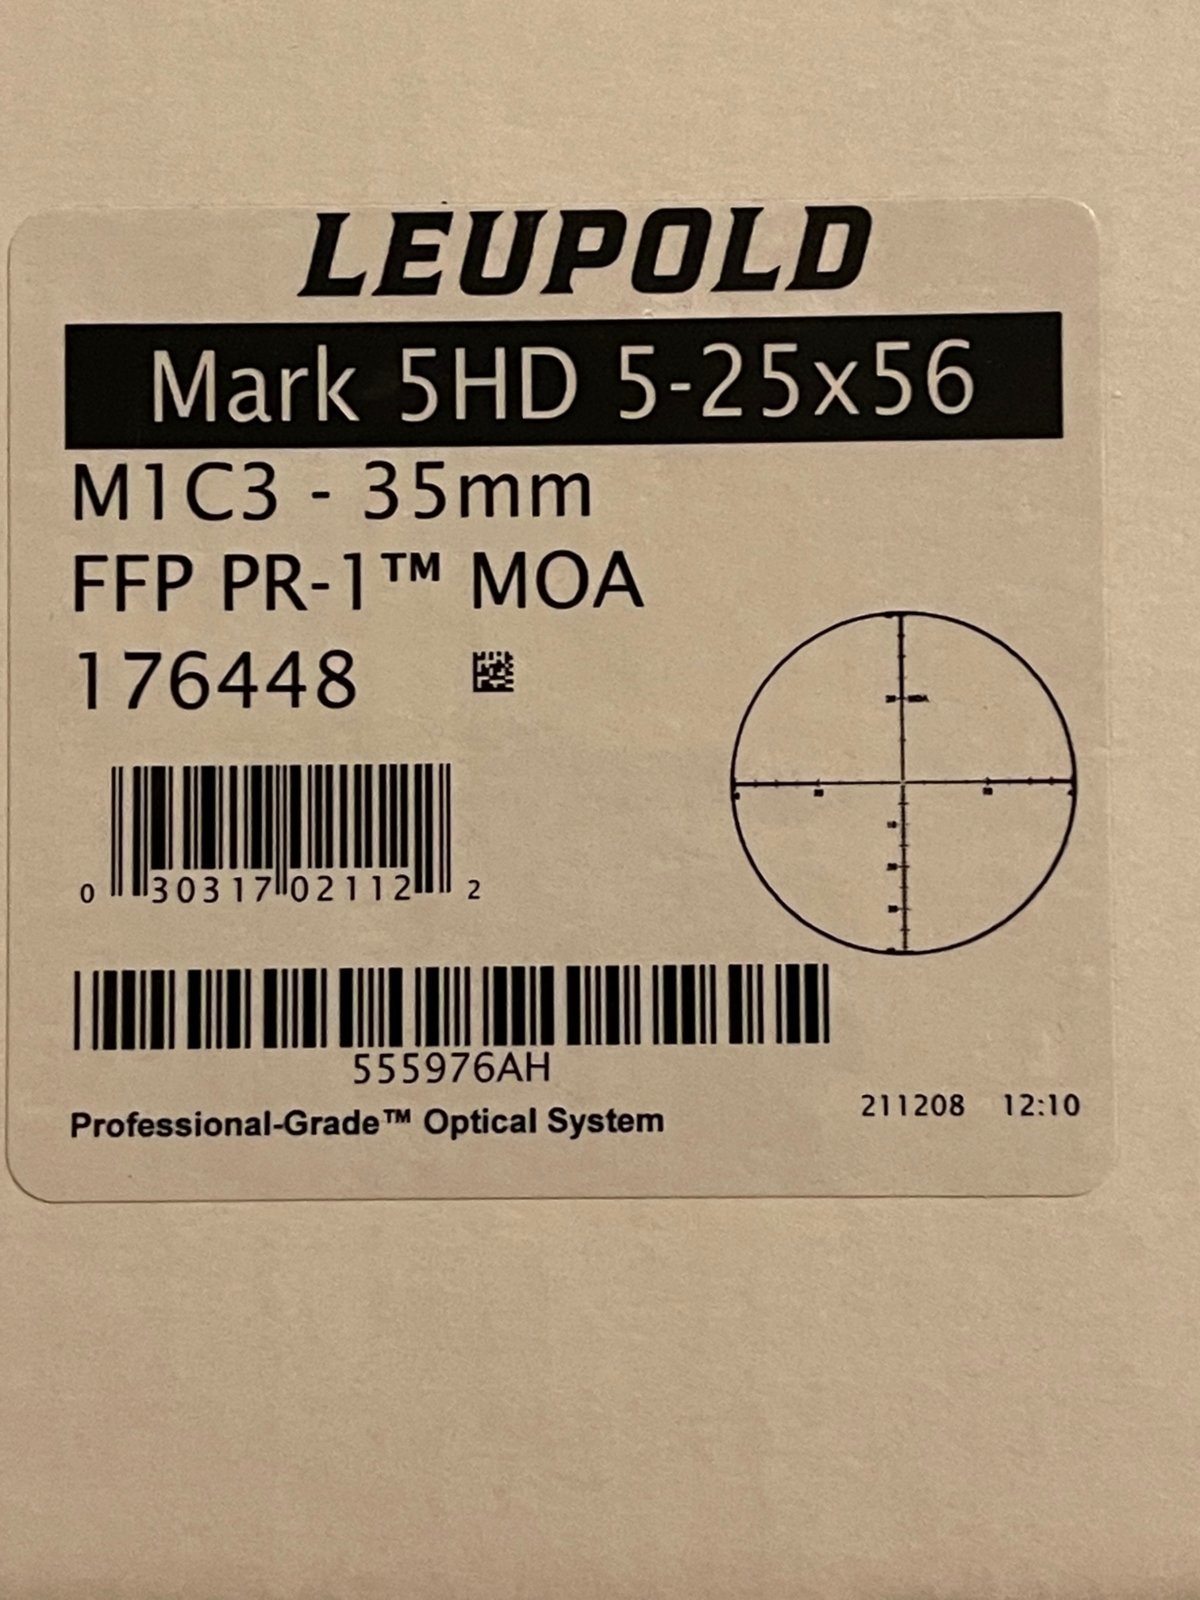 LEUPOLD
Mark 5HD 5-25x56
M1C3 - 35mm
FFP PR-1™ MOA
176448
0 30317 02112 2
555976AH
Professional-Grade™ Optical System
211208 12:10